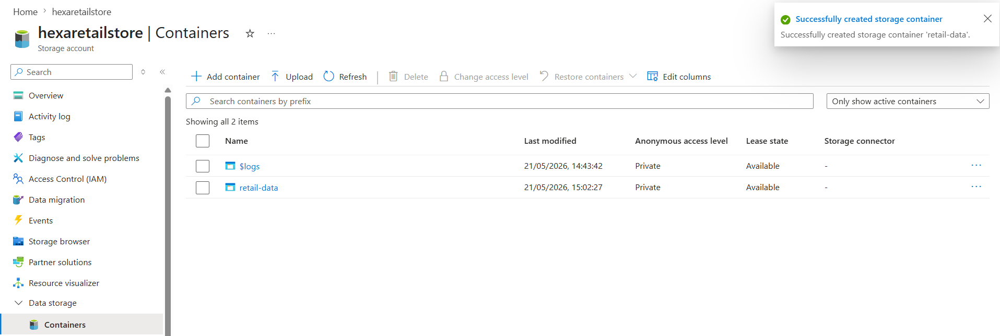 Home > hexaretailstore
hexaretailstore | Containers
Storage account
Successfully created storage container
Successfully created storage container 'retail-data'.
Search
Overview
Activity log
Tags
Diagnose and solve problems
Access Control (IAM)
Data migration
Events
Storage browser
Partner solutions
Resource visualizer
Data storage
Containers
Add container Upload Refresh Delete Change access level Restore containers Edit columns
Search containers by prefix Only show active containers
Showing all 2 items
Name Last modified Anonymous access level Lease state Storage connector
$logs 21/05/2026, 14:43:42 Private Available -
retail-data 21/05/2026, 15:02:27 Private Available -